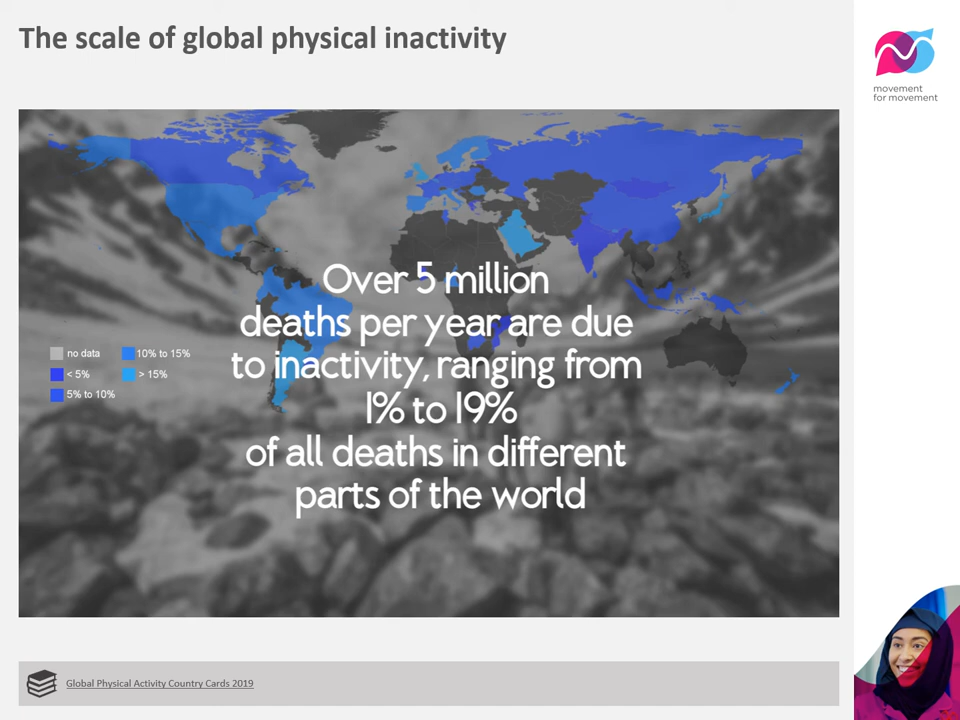 The scale of global physical inactivity
movement
for movement
Over 5 million
deaths per year are due
to inactivity, ranging from
1% to 19%
of all deaths in different
parts of the world
no data
< 5%
5% to 10%
10% to 15%
> 15%
Global Physical Activity Country Cards 2019